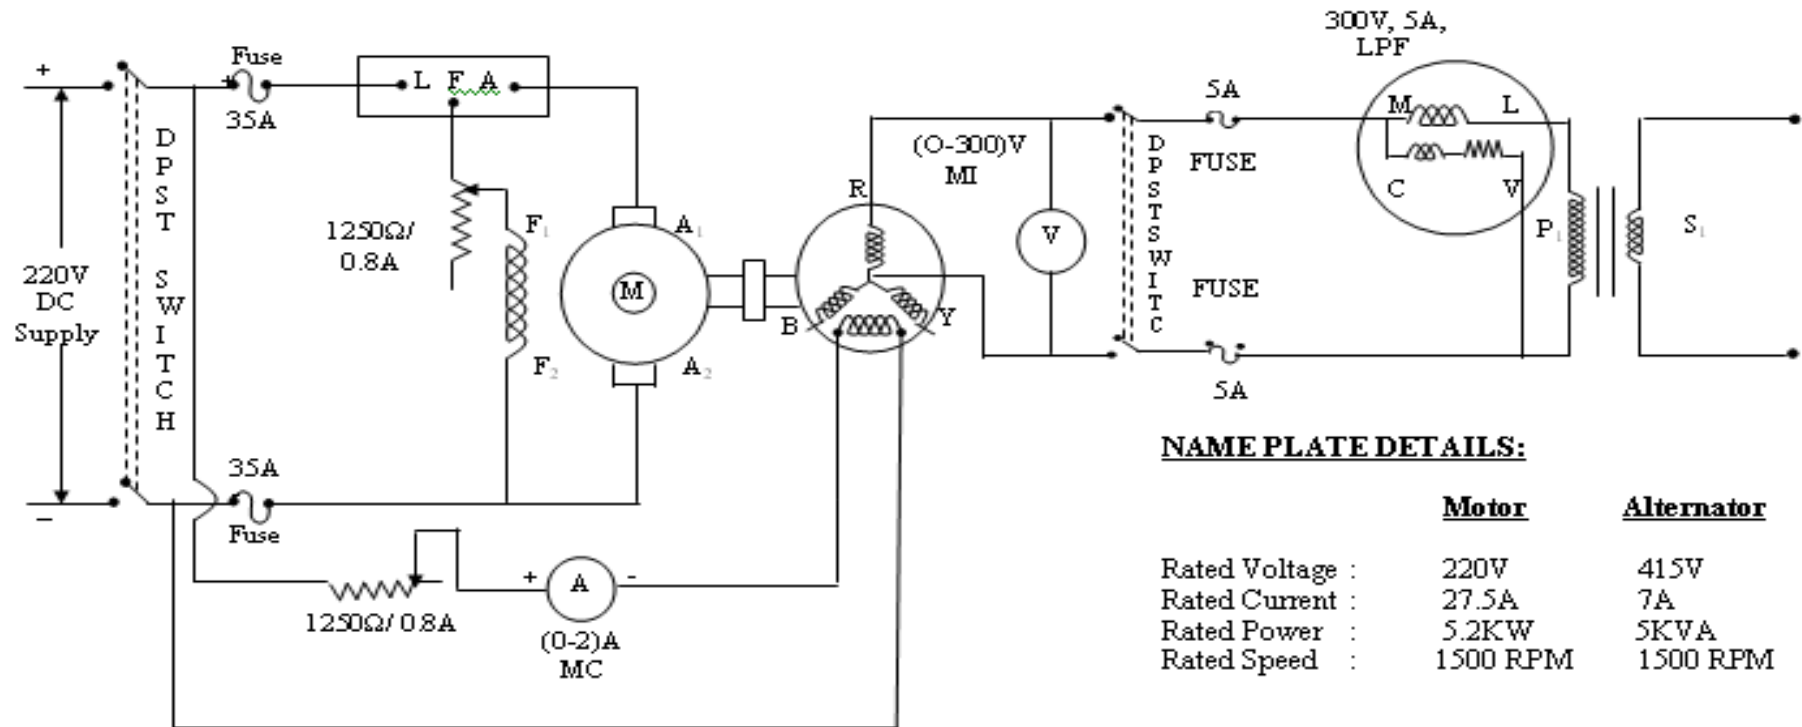 300V, 5A,
LPF
+
Fuse
+
35A
L F A
5A
M L
C V
(O-300)V
MI
FUSE
D
P
S
T
S
W
I
T
C
H
D
P
S
T
S
W
I
T
C
R
1250Ω/
0.8A
F₁
A₁
V
P₁
S₁
220V
DC
Supply
M
FUSE
B
Y
F₂
A₂
5A
35A
−
Fuse
+
A
-
1250Ω/ 0.8A
(0-2)A
MC
NAME PLATE DETAILS:
Motor Alternator
Rated Voltage : 220V 415V
Rated Current : 27.5A 7A
Rated Power : 5.2KW 5KVA
Rated Speed : 1500 RPM 1500 RPM